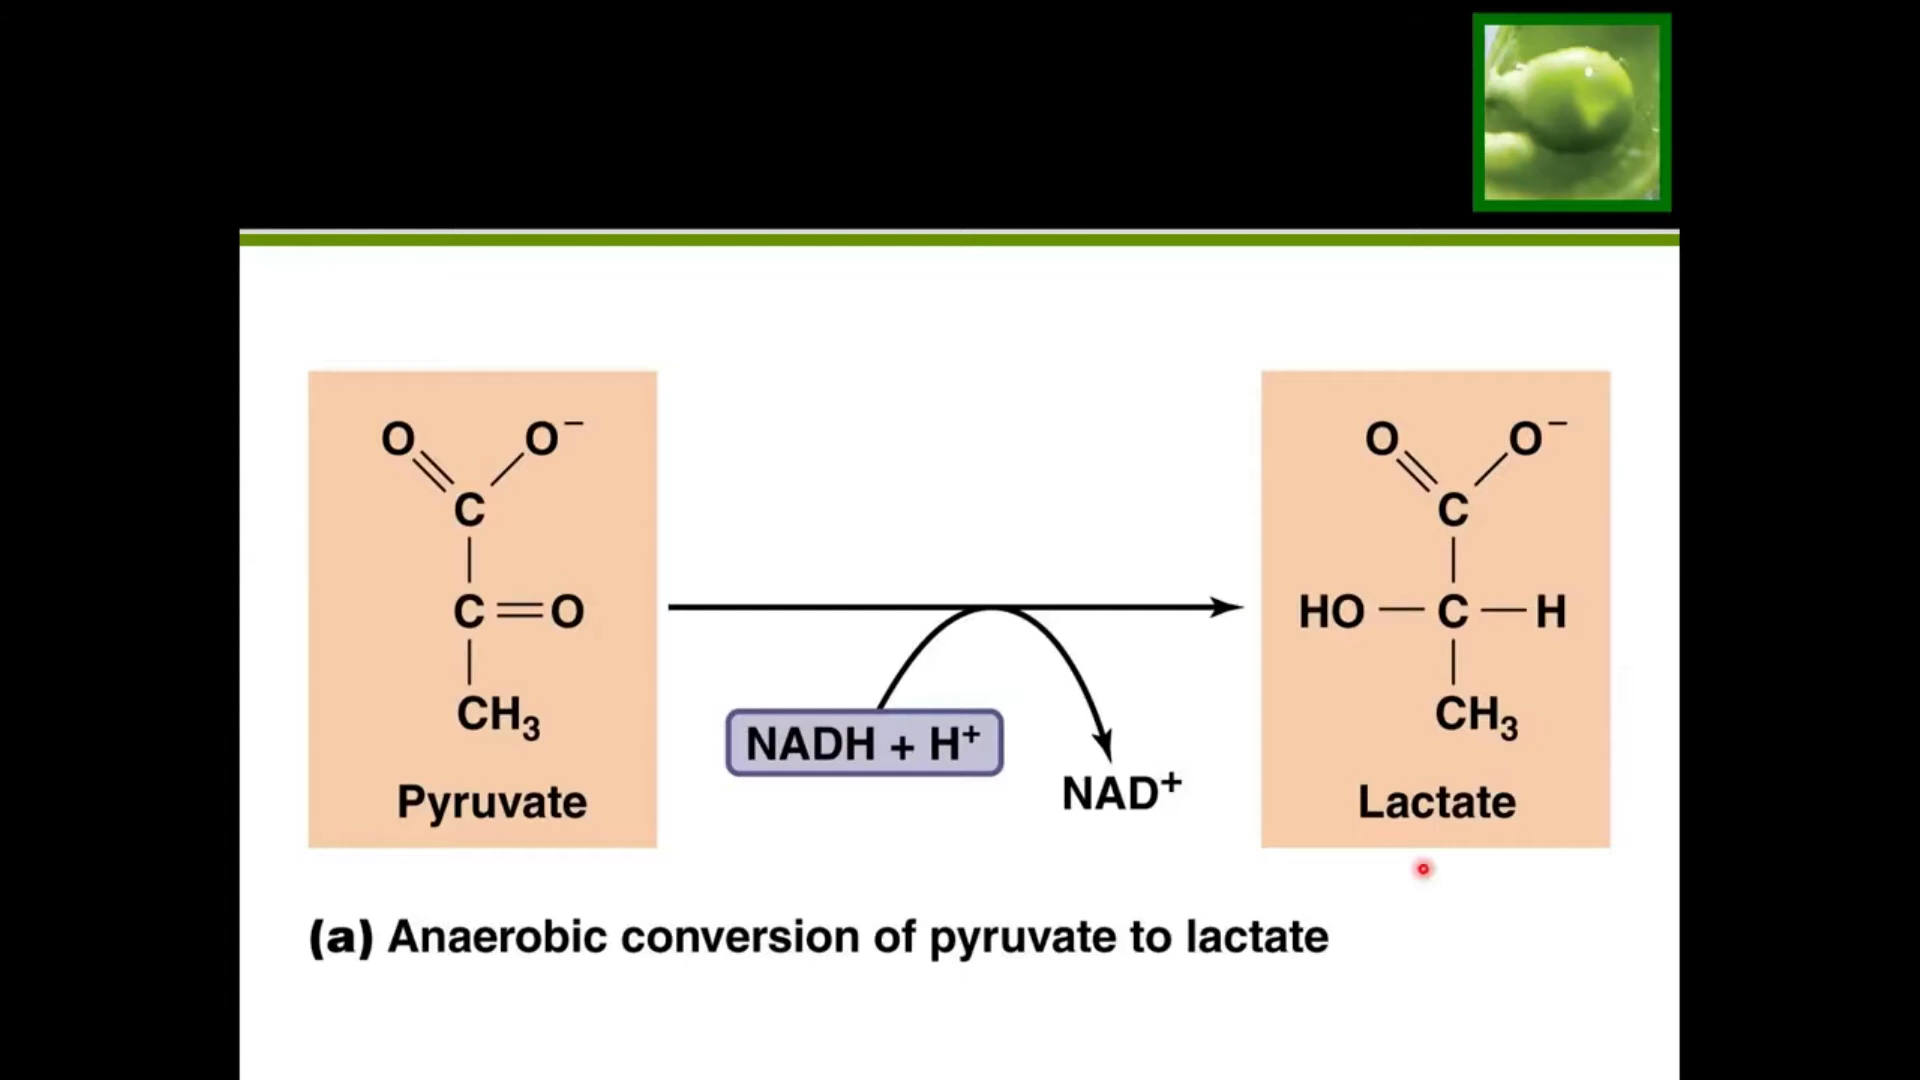 O O⁻ O O⁻
C C
C=O HO–C–H
CH₃ CH₃
NADH + H⁺
NAD⁺
Pyruvate Lactate
(a) Anaerobic conversion of pyruvate to lactate